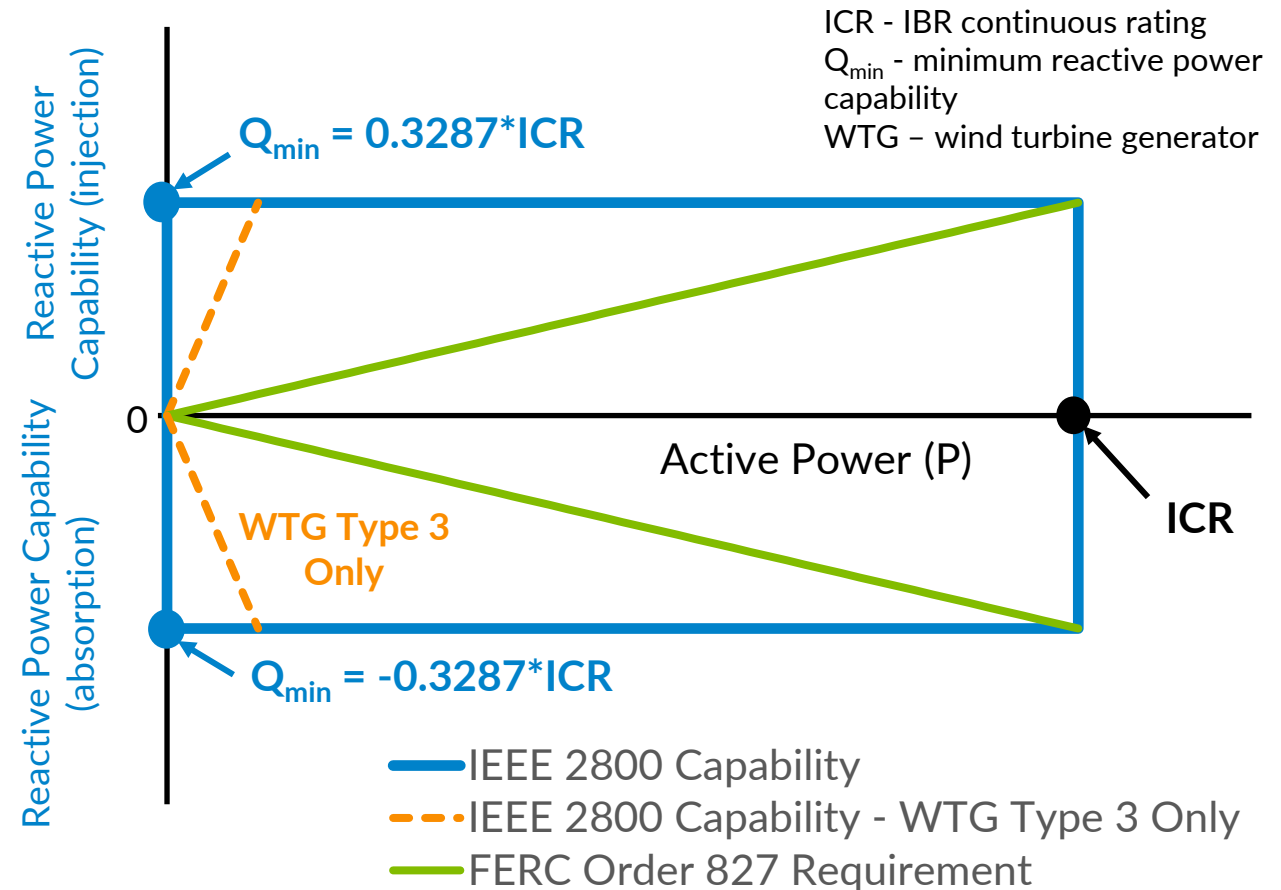 ICR - IBR continuous rating
Qmin - minimum reactive power
capability
WTG – wind turbine generator
Reactive Power
Capability (injection)
Qmin = 0.3287*ICR
0
Active Power (P)
ICR
Reactive Power Capability
(absorption)
WTG Type 3
Only
Qmin = -0.3287*ICR
IEEE 2800 Capability
IEEE 2800 Capability - WTG Type 3 Only
FERC Order 827 Requirement